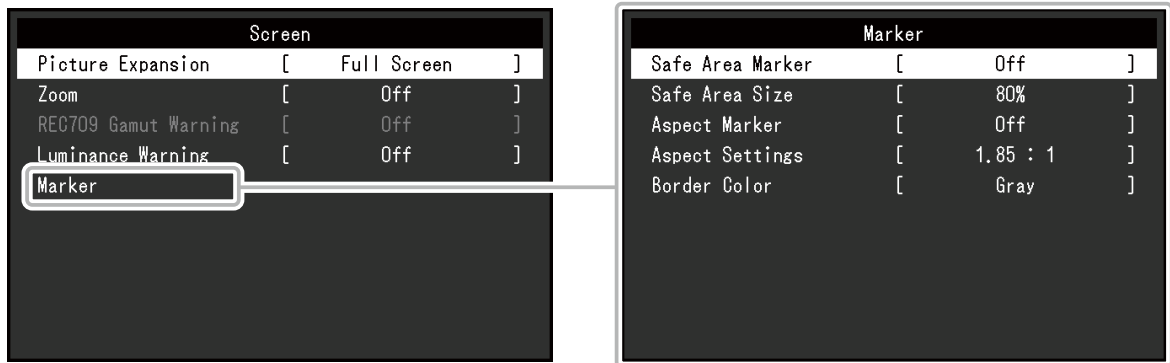 Screen
Picture Expansion [ Full Screen ]
Zoom [ Off ]
REC709 Gamut Warning [ Off ]
Luminance Warning [ Off ]
Marker
Marker
Safe Area Marker [ Off ]
Safe Area Size [ 80% ]
Aspect Marker [ Off ]
Aspect Settings [ 1.85 : 1 ]
Border Color [ Gray ]